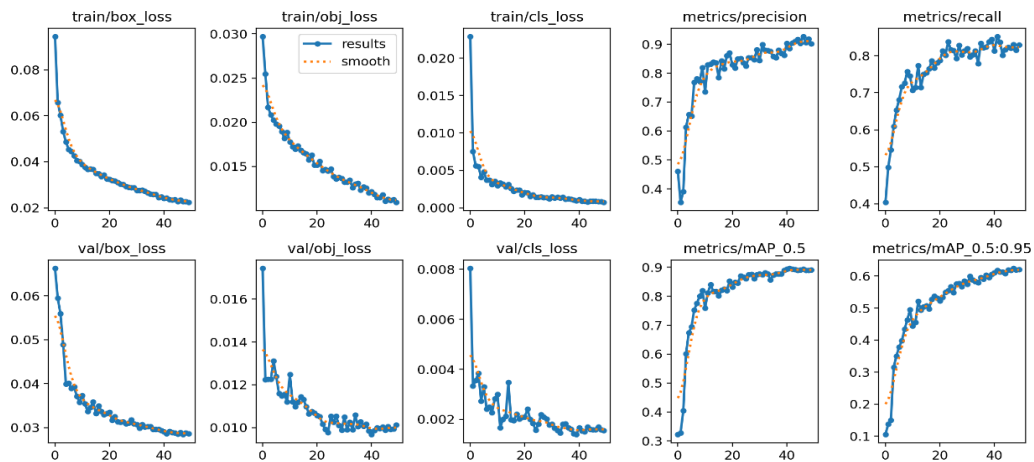 train/box_loss
train/obj_loss
train/cls_loss
metrics/precision
metrics/recall
results
smooth
0.08
0.06
0.04
0.02
0 20 40
0.030
0.025
0.020
0.015
0 20 40
0.020
0.015
0.010
0.005
0.000
0 20 40
0.9
0.8
0.7
0.6
0.5
0.4
0 20 40
0.8
0.7
0.6
0.5
0.4
0 20 40
val/box_loss
val/obj_loss
val/cls_loss
metrics/mAP_0.5
metrics/mAP_0.5:0.95
0.06
0.05
0.04
0.03
0 20 40
0.016
0.014
0.012
0.010
0 20 40
0.008
0.006
0.004
0.002
0 20 40
0.9
0.8
0.7
0.6
0.5
0.4
0.3
0 20 40
0.6
0.5
0.4
0.3
0.2
0.1
0 20 40